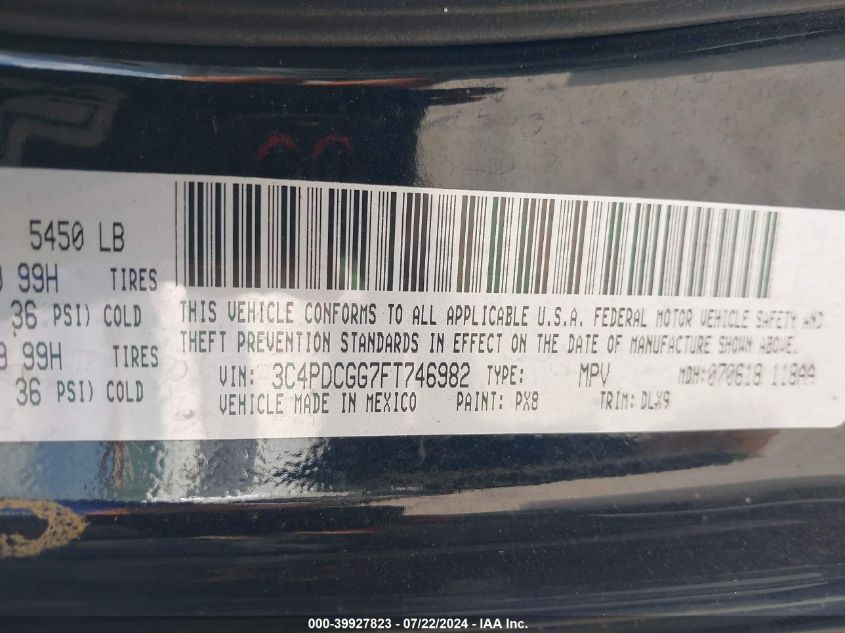 5450 LB
99H TIRES
36 PSI) COLD
99H TIRES
36 PSI) COLD
THIS VEHICLE CONFORMS TO ALL APPLICABLE U.S.A. FEDERAL MOTOR VEHICLE SAFETY AND
THEFT PREVENTION STANDARDS IN EFFECT ON THE DATE OF MANUFACTURE SHOWN ABOVE.
VIN: 3C4PDCGG7FT746982 TYPE: MPV MDH:070618 118AA
VEHICLE MADE IN MEXICO PAINT: PX8 TRIM: DLX9
000-39927823 - 07/22/2024 - IAA Inc.